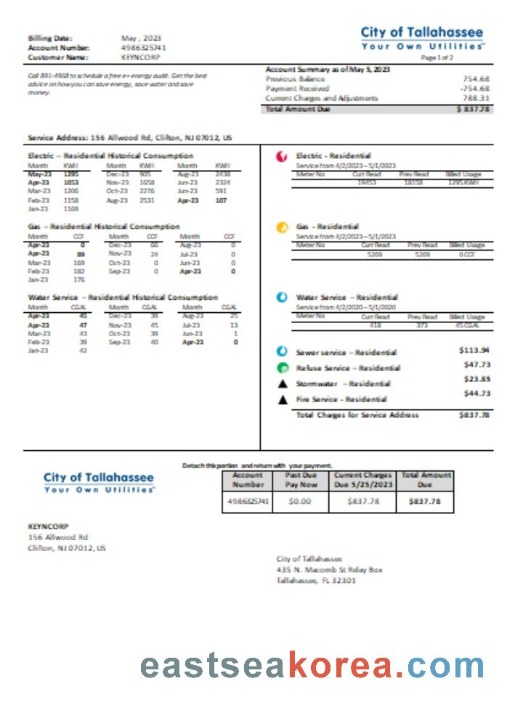 Billing Date: May , 2023
Account Number: 4986325741
Customer Name: KEYNCORP
City of Tallahassee
Your Own Utilities
Page 1 of 2
Call 891-4968 to schedule a free e+ energy audit. Get the best
advice on how you can save energy, save water and save
money.
Account Summary as of May 5, 2023
Previous Balance 754.68
Payment Received -754.68
Current Charges and Adjustments 788.31
Total Amount Due $ 837.78
Service Address: 156 Allwood Rd, Clifton, NJ 07012, US
Electric – Residential Historical Consumption
Month KWH Month KWH Month KWH
May-23 1295 Dec-23 905 Aug-23 2438
Apr-23 1053 Nov-23 1658 Jun-23 2324
Mar-23 1206 Oct-23 2276 Jun-23 591
Feb-23 1158 Aug-23 2531 Apr-23 107
Jan-23 1169
Electric - Residential
Service from 4/2/2023 – 5/1/2023
Meter No Curr Read Prev Read Billed Usage
19453 18158 1295 KWH
Gas – Residential Historical Consumption
Month CCF Month CCF Month CCF
Apr-23 0 Dec-23 66 Aug-23 0
Apr-23 89 Nov-23 24 Jul-23 0
Mar-23 169 Oct-23 0 Jun-23 0
Feb-23 182 Sep-23 0 Apr-23 0
Jan-23 176
Gas - Residential
Service from 4/2/2023 – 5/1/2023
Meter No Curr Read Prev Read Billed Usage
5269 5269 0 CCF
Water Service – Residential Historical Consumption
Month CGAL Month CGAL Month CGAL
Apr-23 45 Dec-23 39 Aug-23 25
Apr-23 47 Nov-23 45 Jul-23 13
Mar-23 43 Oct-23 39 Jun-23 1
Feb-23 39 Sep-23 40 Apr-23 0
Jan-23 42
Water Service – Residential
Service from 4/2/2020 – 5/1/2020
Meter No Curr Read Prev Read Billed Usage
418 373 45 CGAL
Sewer service – Residential $113.94
Refuse Service – Residential $47.73
Stormwater – Residential $23.85
Fire Service - Residential $44.73
Total Charges for Service Address $837.78
Detach this portion and return with your payment.
City of Tallahassee
Your Own Utilities
Account Number Past Due Pay Now Current Charges Due 5/25/2023 Total Amount Due
4986325741 $0.00 $837.78 $837.78
KEYNCORP
156 Allwood Rd
Clifton, NJ 07012, US
City of Tallahassee
435 N. Macomb St Relay Box
Tallahassee, FL 32301
eastseakorea.com